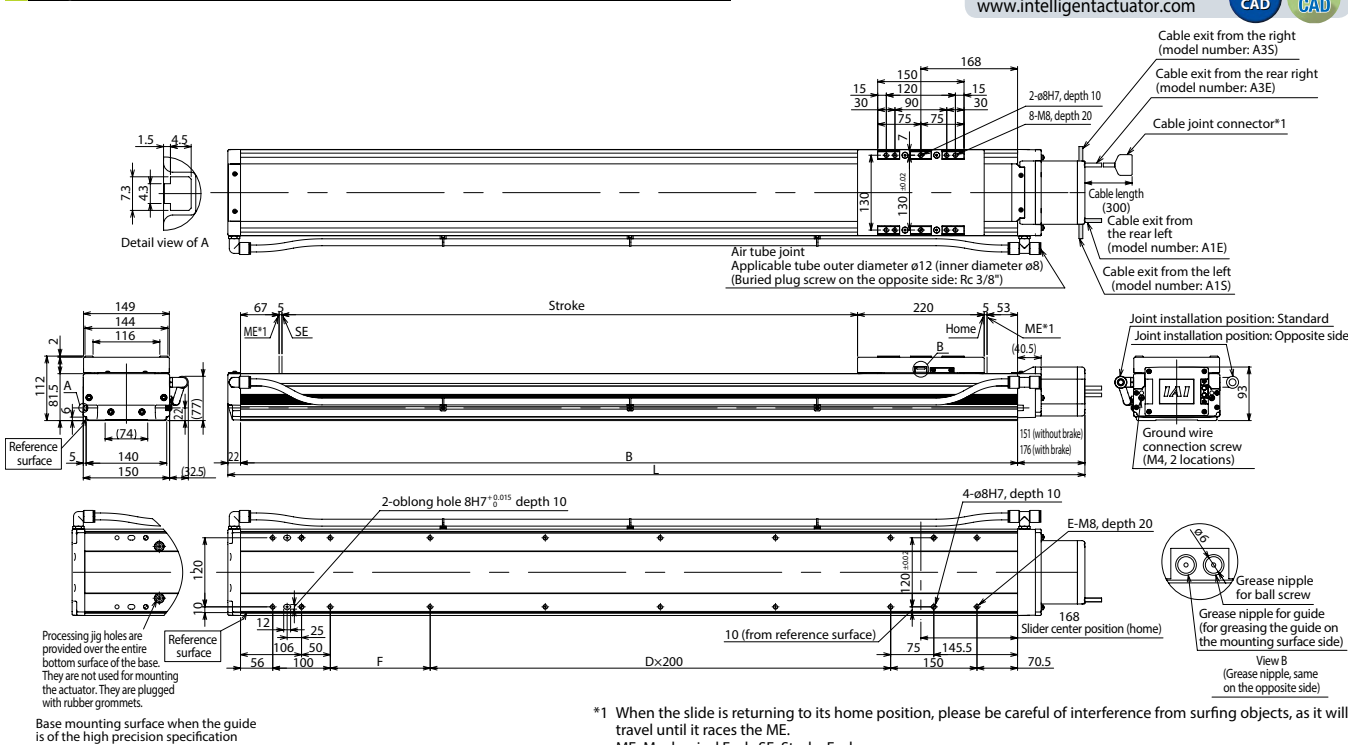 www.intelligentactuator.com
CAD
CAD
Cable exit from the right
(model number: A3S)
Cable exit from the rear right
(model number: A3E)
Cable joint connector*1
168
150
15
120
15
30
90
30
75
75
7
2-ø8H7, depth 10
8-M8, depth 20
1.5
4.5
7.3
4.3
Detail view of A
130
130 ±0.02
Cable length
(300)
Cable exit from
the rear left
(model number: A1E)
Cable exit from the left
(model number: A1S)
Air tube joint
Applicable tube outer diameter ø12 (inner diameter ø8)
(Buried plug screw on the opposite side: Rc 3/8")
149
144
116
2
112
81.5
A
6
22
(77)
(74)
Reference
surface
5
140
150
(32.5)
67
5
Stroke
220
5
53
ME*1
SE
Home
ME*1
B
(40.5)
151 (without brake)
176 (with brake)
22
B
L
Joint installation position: Standard
Joint installation position: Opposite side
IAI
93
Ground wire
connection screw
(M4, 2 locations)
2-oblong hole 8H7 +0.015 0 depth 10
4-ø8H7, depth 10
E-M8, depth 20
120
10
120 ±0.02
12
25
106
50
56
100
F
D×200
10 (from reference surface)
168
Slider center position (home)
75
145.5
150
70.5
Reference
surface
Processing jig holes are
provided over the entire
bottom surface of the base.
They are not used for mounting
the actuator. They are plugged
with rubber grommets.
Base mounting surface when the guide
is of the high precision specification
ø6
Grease nipple
for ball screw
Grease nipple for guide
(for greasing the guide on
the mounting surface side)
View B
(Grease nipple, same
on the opposite side)
*1 When the slide is returning to its home position, please be careful of interference from surfing objects, as it will
travel until it races the ME.